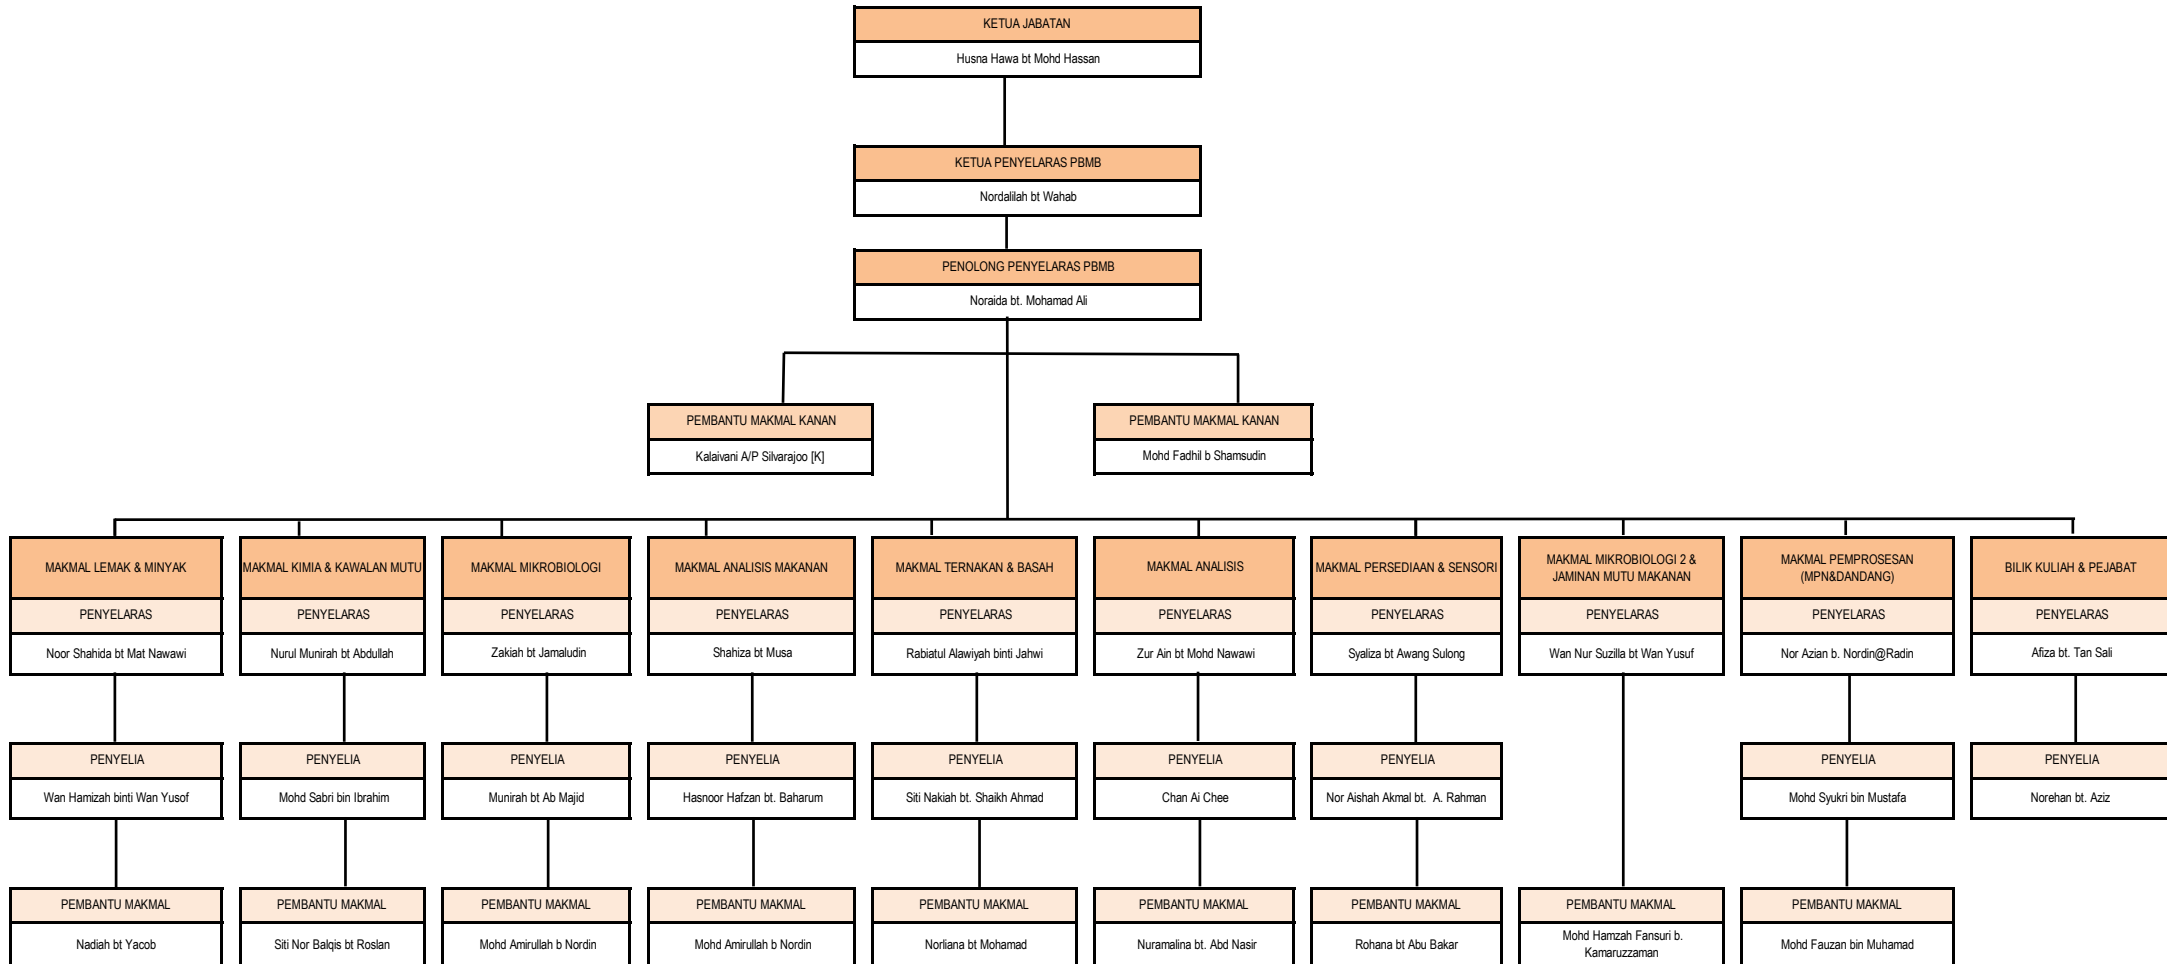 KETUA JABATAN
Husna Hawa bt Mohd Hassan
KETUA PENYELARAS PBMB
Nordalilah bt Wahab
PENOLONG PENYELARAS PBMB
Noraida bt. Mohamad Ali
PEMBANTU MAKMAL KANAN
Kalaivani A/P Silvarajoo [K]
PEMBANTU MAKMAL KANAN
Mohd Fadhil b Shamsudin
MAKMAL LEMAK & MINYAK
PENYELARAS
Noor Shahida bt Mat Nawawi
PENYELIA
Wan Hamizah binti Wan Yusof
PEMBANTU MAKMAL
Nadiah bt Yacob
MAKMAL KIMIA & KAWALAN MUTU
PENYELARAS
Nurul Munirah bt Abdullah
PENYELIA
Mohd Sabri bin Ibrahim
PEMBANTU MAKMAL
Siti Nor Balqis bt Roslan
MAKMAL MIKROBIOLOGI
PENYELARAS
Zakiah bt Jamaludin
PENYELIA
Munirah bt Ab Majid
PEMBANTU MAKMAL
Mohd Amirullah b Nordin
MAKMAL ANALISIS MAKANAN
PENYELARAS
Shahiza bt Musa
PENYELIA
Hasnoor Hafzan bt. Baharum
PEMBANTU MAKMAL
Mohd Amirullah b Nordin
MAKMAL TERNAKAN & BASAH
PENYELARAS
Rabiatul Alawiyah binti Jahwi
PENYELIA
Siti Nakiah bt. Shaikh Ahmad
PEMBANTU MAKMAL
Norliana bt Mohamad
MAKMAL ANALISIS
PENYELARAS
Zur Ain bt Mohd Nawawi
PENYELIA
Chan Ai Chee
PEMBANTU MAKMAL
Nuramalina bt. Abd Nasir
MAKMAL PERSEDIAAN & SENSORI
PENYELARAS
Syaliza bt Awang Sulong
PENYELIA
Nor Aishah Akmal bt. A. Rahman
PEMBANTU MAKMAL
Rohana bt Abu Bakar
MAKMAL MIKROBIOLOGI 2 &
JAMINAN MUTU MAKANAN
PENYELARAS
Wan Nur Suzilla bt Wan Yusuf
PEMBANTU MAKMAL
Mohd Hamzah Fansuri b.
Kamaruzzaman
MAKMAL PEMPROSESAN
(MPN&DANDANG)
PENYELARAS
Nor Azian b. Nordin@Radin
PENYELIA
Mohd Syukri bin Mustafa
PEMBANTU MAKMAL
Mohd Fauzan bin Muhamad
BILIK KULIAH & PEJABAT
PENYELARAS
Afiza bt. Tan Sali
PENYELIA
Norehan bt. Aziz